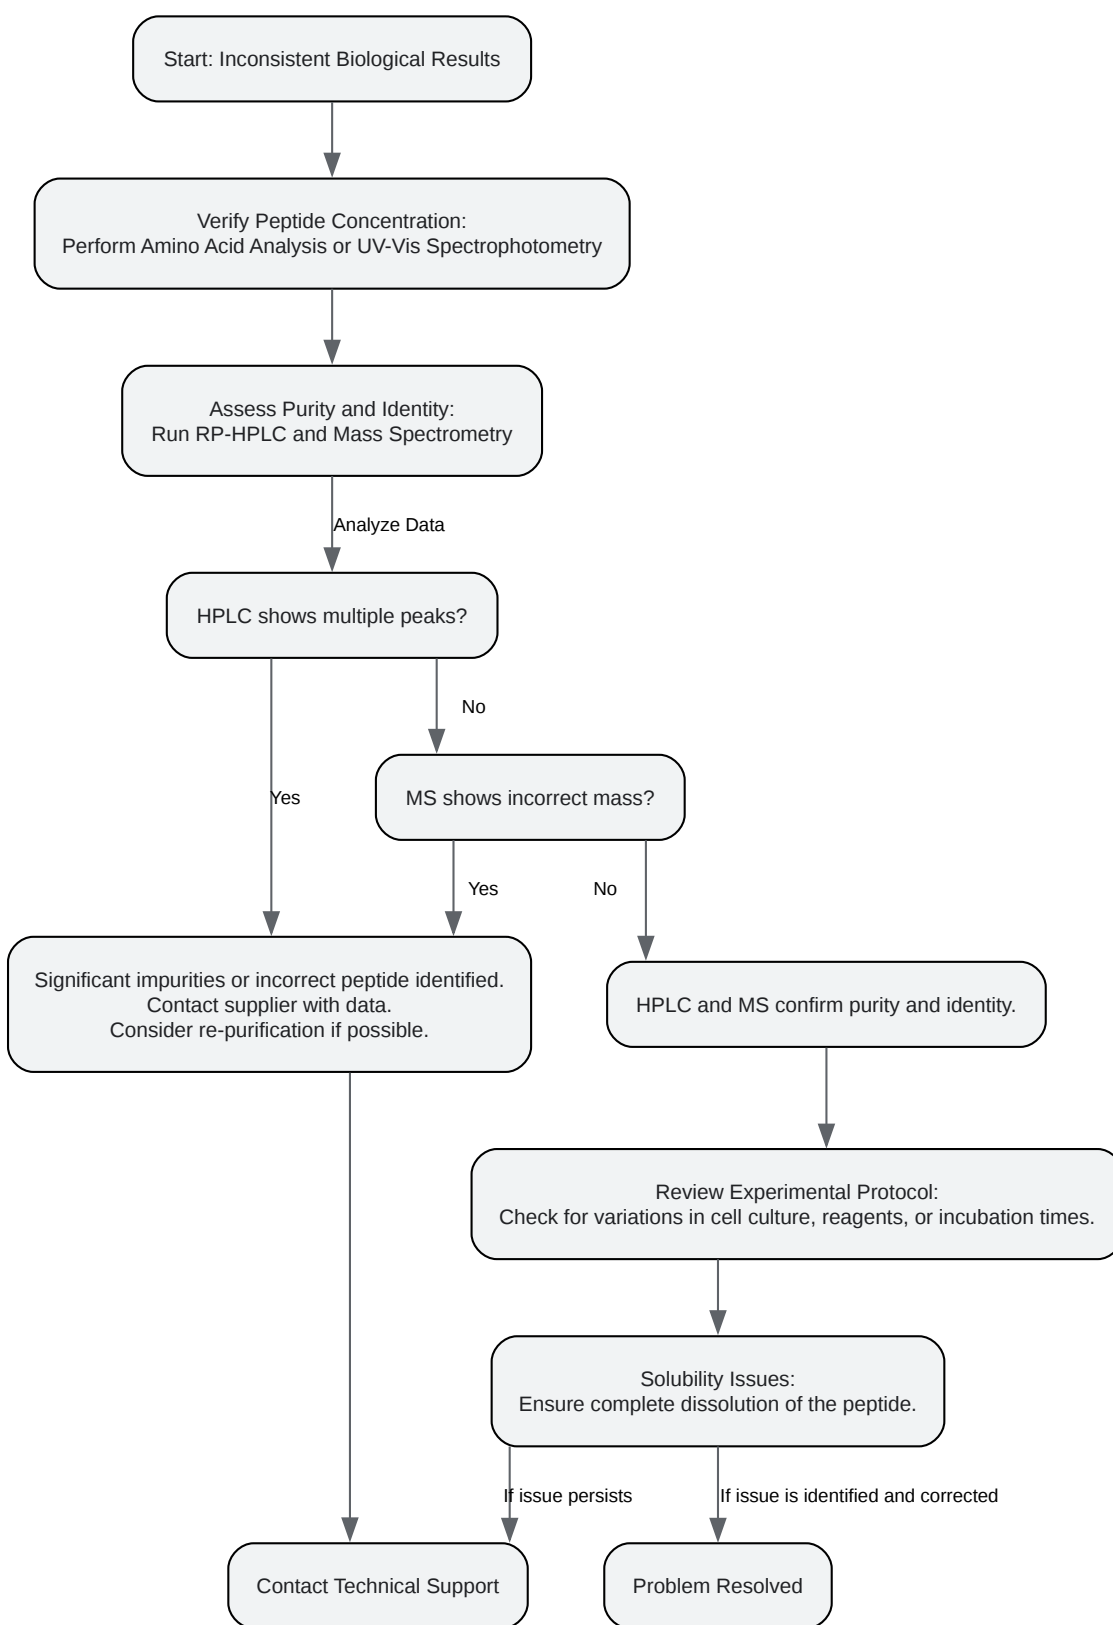 Start: Inconsistent Biological Results
Verify Peptide Concentration:
Perform Amino Acid Analysis or UV-Vis Spectrophotometry
Assess Purity and Identity:
Run RP-HPLC and Mass Spectrometry
Analyze Data
HPLC shows multiple peaks?
No
Yes
MS shows incorrect mass?
Yes
No
Significant impurities or incorrect peptide identified.
Contact supplier with data.
Consider re-purification if possible.
HPLC and MS confirm purity and identity.
Review Experimental Protocol:
Check for variations in cell culture, reagents, or incubation times.
Solubility Issues:
Ensure complete dissolution of the peptide.
If issue persists
If issue is identified and corrected
Contact Technical Support
Problem Resolved